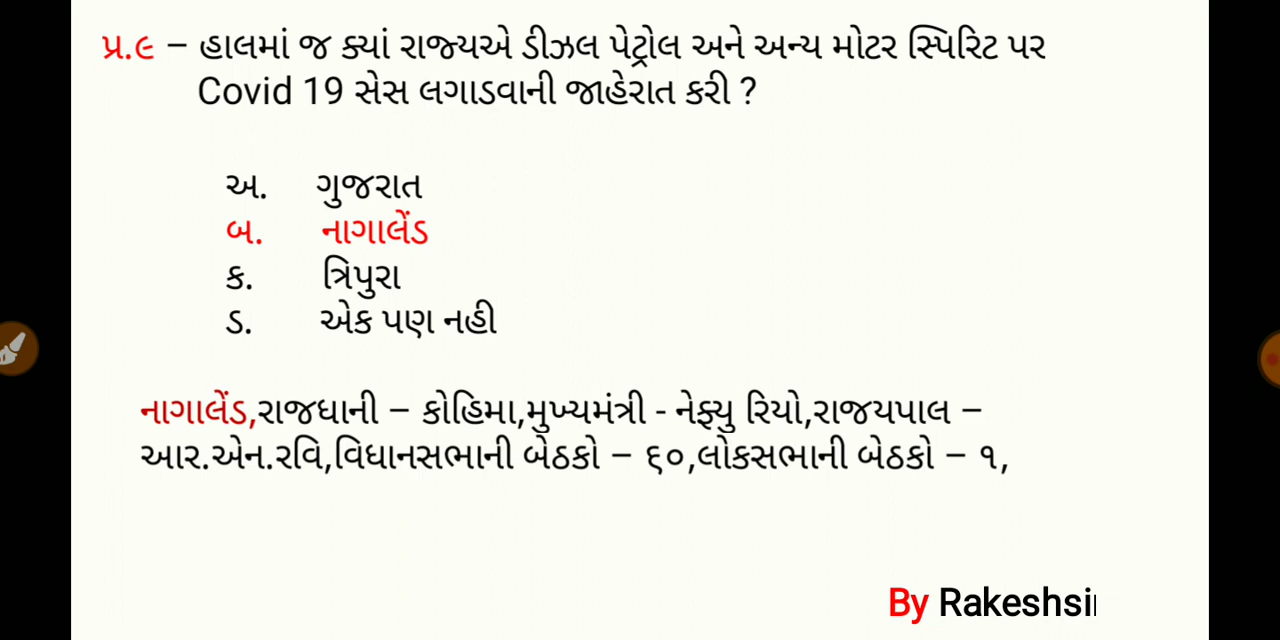 પ્ર.૯ – હાલમાં જ ક્યાં રાજ્યએ ડીઝલ પેટ્રોલ અને અન્ય મોટર સ્પિરિટ પર
Covid 19 સેસ લગાડવાની જાહેરાત કરી ?
અ. ગુજરાત
બ. નાગાલેંડ
ક. ત્રિપુરા
ડ. એક પણ નહી
નાગાલેંડ,રાજધાની – કોહિમા,મુખ્યમંત્રી - નેફ્યુ રિયો,રાજયપાલ –
આર.એન.રવિ,વિધાનસભાની બેઠકો – ૬૦,લોકસભાની બેઠકો – ૧,
By Rakeshsi